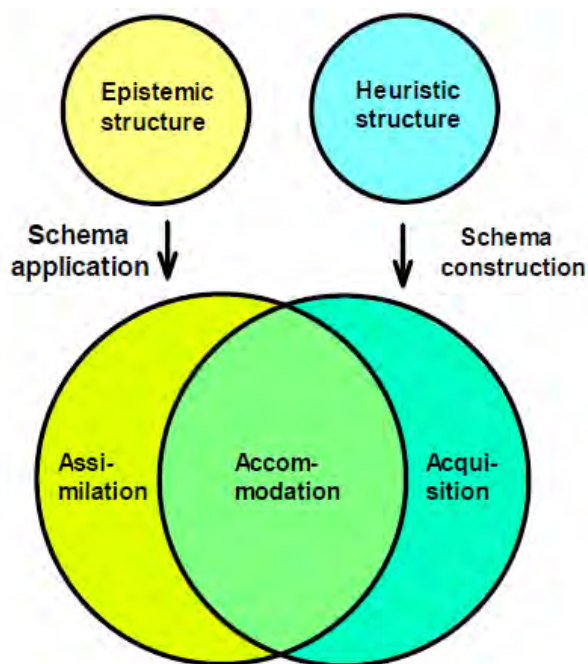 Epistemic
structure
Heuristic
structure
Schema
application
Schema
construction
Assi-
milation
Accom-
modation
Acqui-
sition